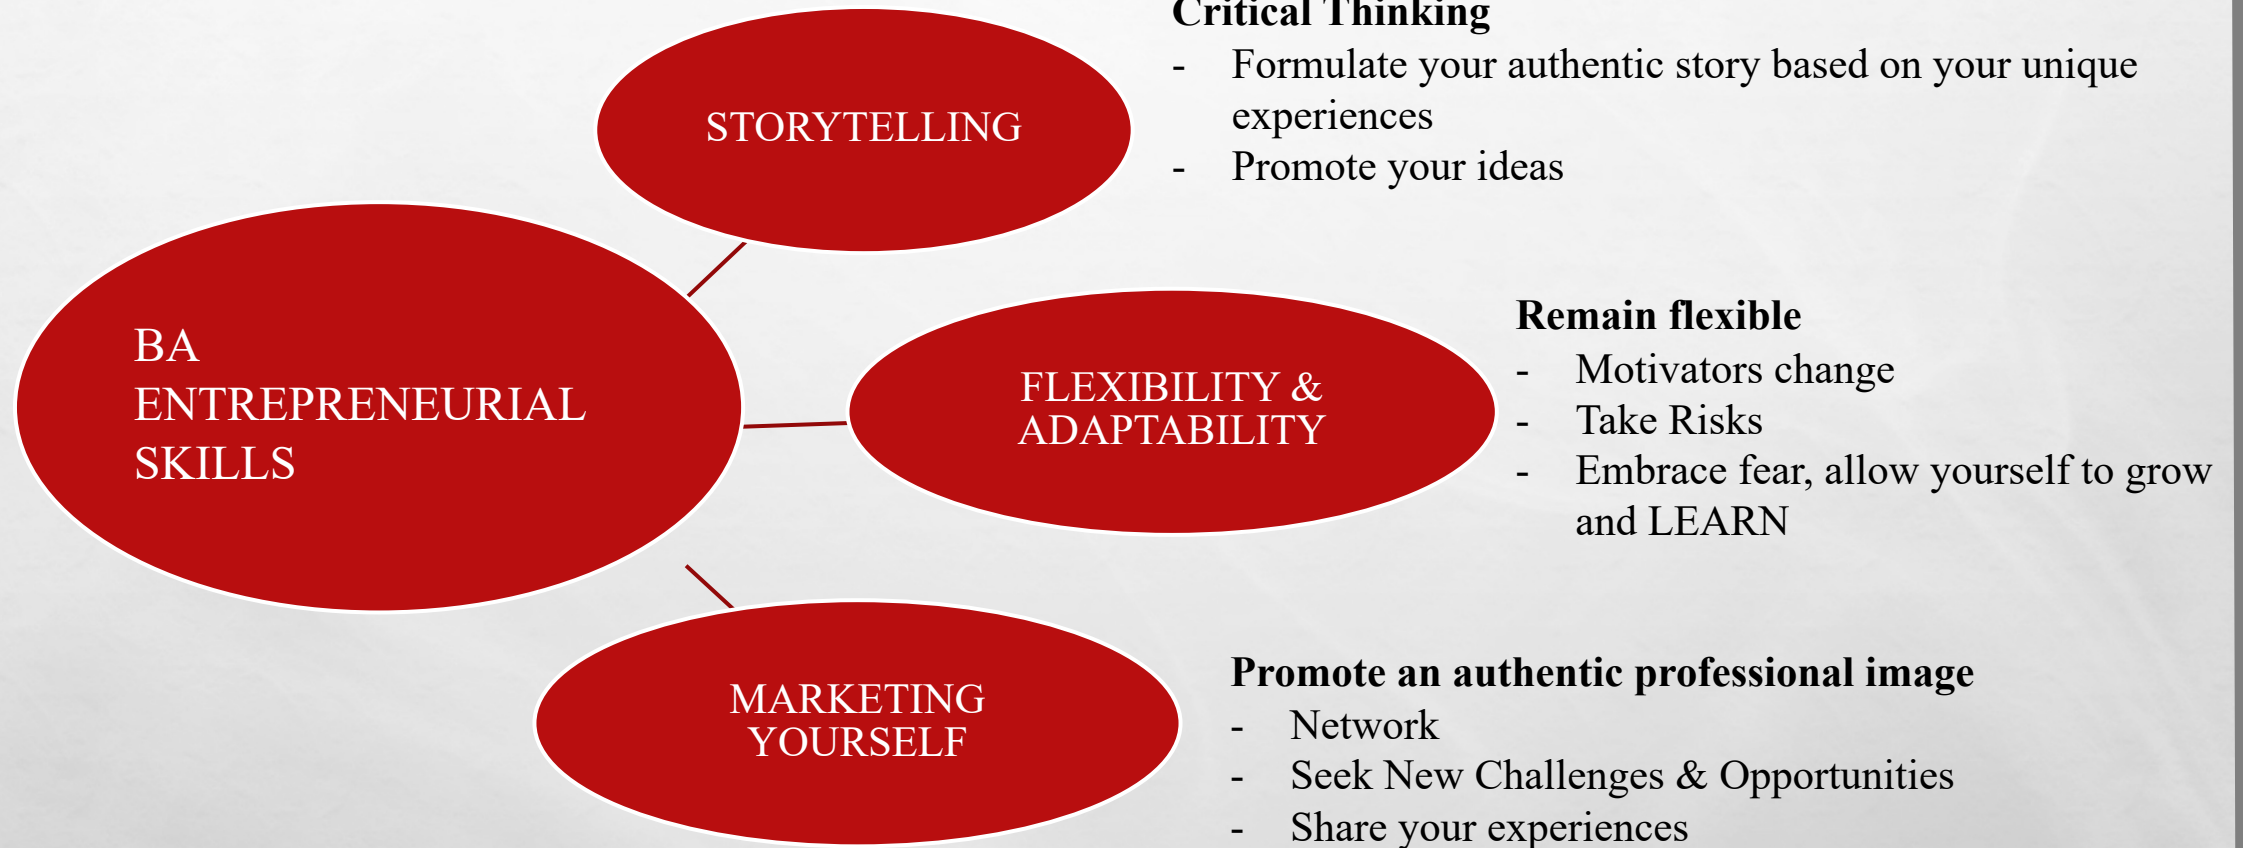 Critical Thinking
- Formulate your authentic story based on your unique
experiences
- Promote your ideas
STORYTELLING
BA
ENTREPRENEURIAL
SKILLS
FLEXIBILITY &
ADAPTABILITY
Remain flexible
- Motivators change
- Take Risks
- Embrace fear, allow yourself to grow
and LEARN
MARKETING
YOURSELF
Promote an authentic professional image
- Network
- Seek New Challenges & Opportunities
- Share your experiences